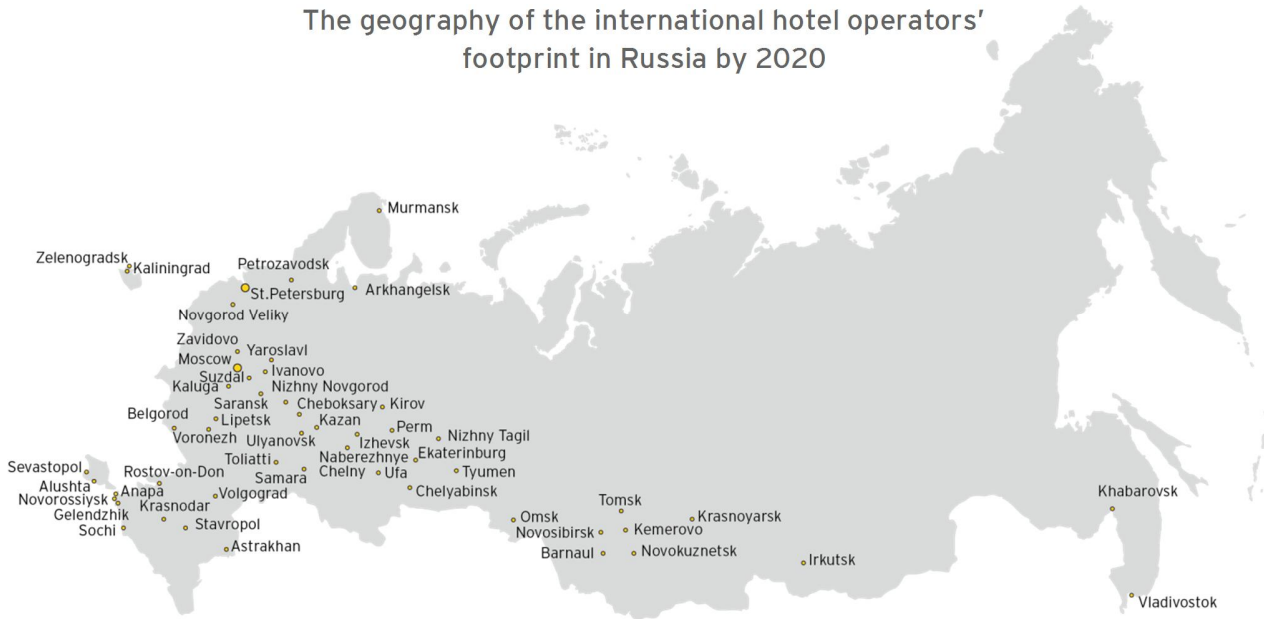 The geography of the international hotel operators'
footprint in Russia by 2020
Murmansk
Zelenogradsk
Kaliningrad
Petrozavodsk
St.Petersburg
Arkhangelsk
Novgorod Veliky
Zavidovo
Yaroslavl
Moscow
Suzdal
Ivanovo
Kaluga
Nizhny Novgorod
Saransk
Cheboksary
Kirov
Belgorod
Lipetsk
Kazan
Perm
Voronezh
Ulyanovsk
Izhevsk
Nizhny Tagil
Toliatti
Naberezhnye
Chelny
Ekaterinburg
Sevastopol
Rostov-on-Don
Samara
Ufa
Tyumen
Alushta
Anapa
Volgograd
Chelyabinsk
Novorossiysk
Krasnodar
Gelendzhik
Stavropol
Sochi
Astrakhan
Omsk
Tomsk
Krasnoyarsk
Novosibirsk
Kemerovo
Barnaul
Novokuznetsk
Irkutsk
Khabarovsk
Vladivostok